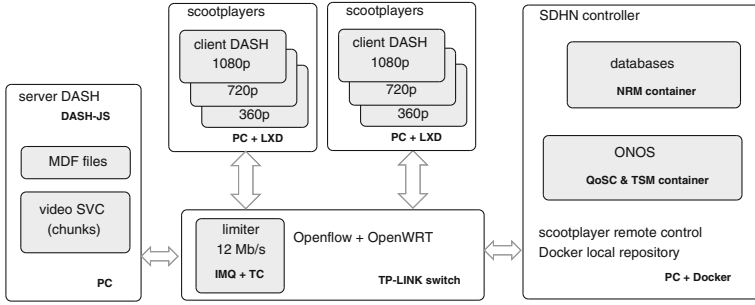 server DASH
DASH-JS
MDF files
video SVC
(chunks)
PC
scootplayers
client DASH
1080p
720p
360p
PC + LXD
scootplayers
client DASH
1080p
720p
360p
PC + LXD
limiter
12 Mb/s
IMQ + TC
Openflow + OpenWRT
TP-LINK switch
SDHN controller
databases
NRM container
ONOS
QoSC & TSM container
scootplayer remote control
Docker local repository
PC + Docker